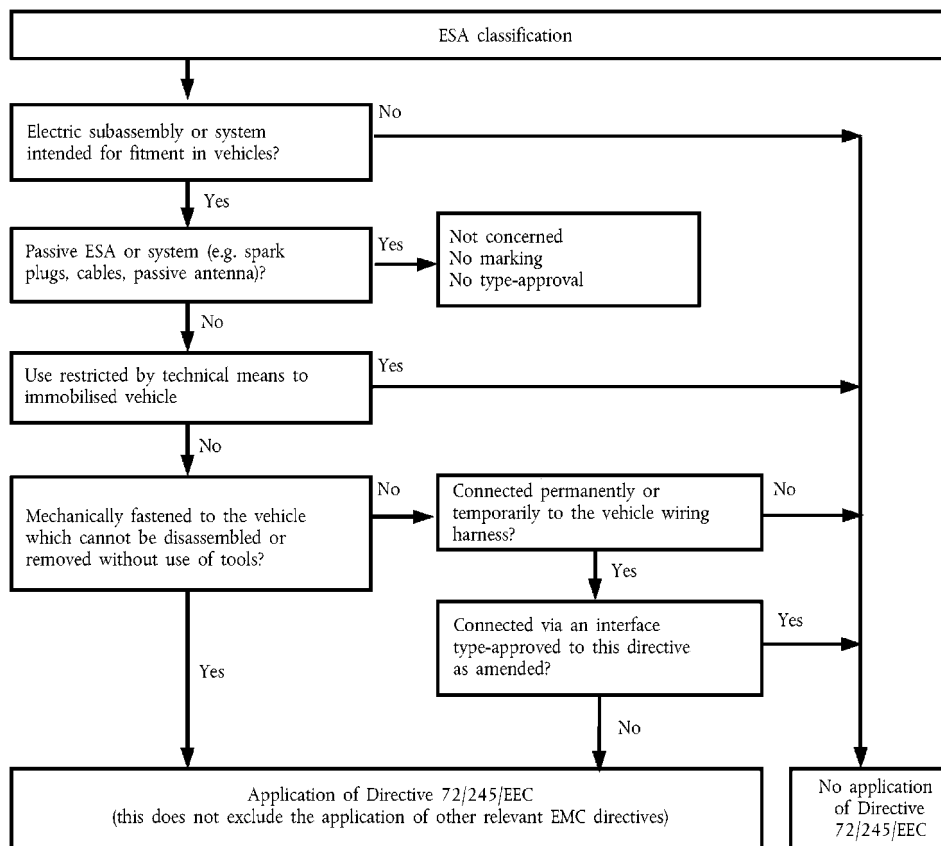 ESA classification
No
Electric subassembly or system
intended for fitment in vehicles?
Yes
Passive ESA or system (e.g. spark
plugs, cables, passive antenna)?
Yes
Not concerned
No marking
No type-approval
No
Use restricted by technical means to
immobilised vehicle
Yes
No
Mechanically fastened to the vehicle
which cannot be disassembled or
removed without use of tools?
No
Connected permanently or
temporarily to the vehicle wiring
harness?
No
Yes
Connected via an interface
type-approved to this directive
as amended?
Yes
Yes
No
Application of Directive 72/245/EEC
(this does not exclude the application of other relevant EMC directives)
No application
of Directive
72/245/EEC